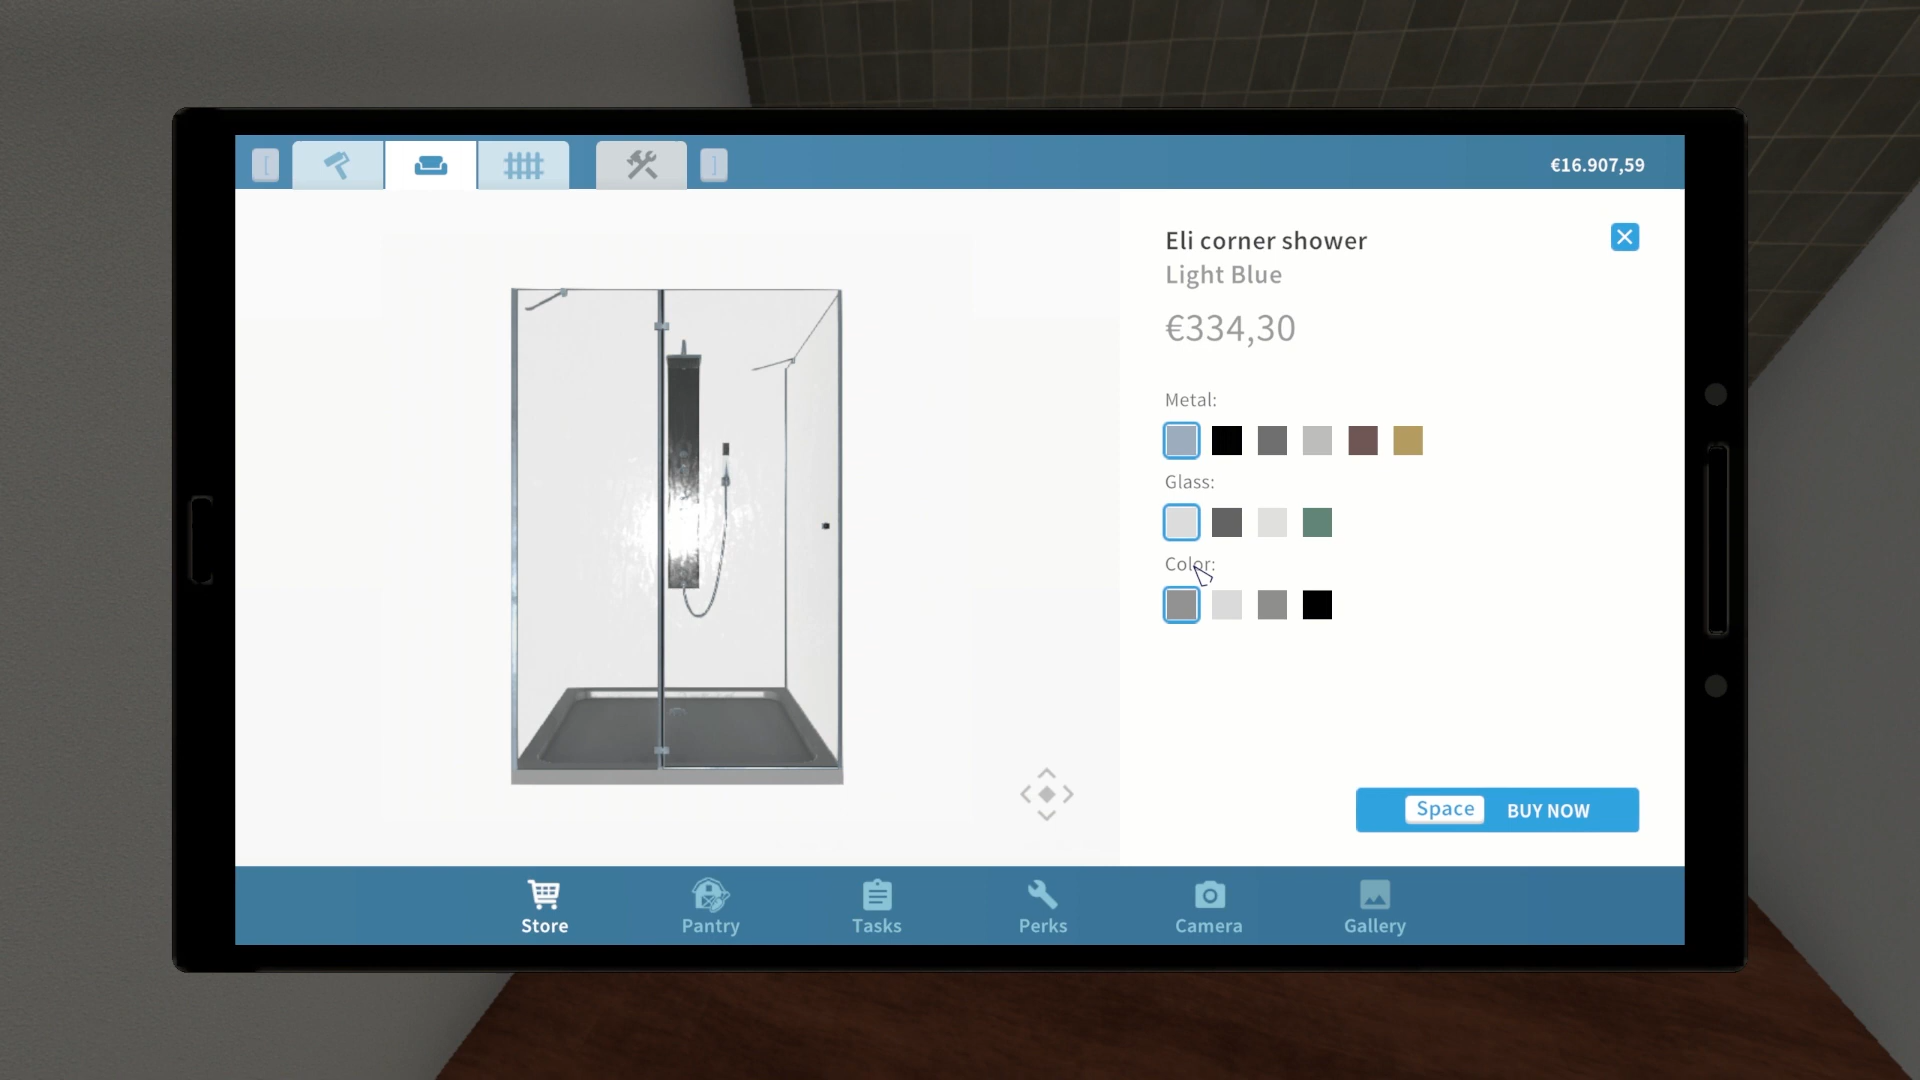 [
]
€16.907,59
Eli corner shower
Light Blue
€334,30
Metal:
Glass:
Color:
Space BUY NOW
Store Pantry Tasks Perks Camera Gallery